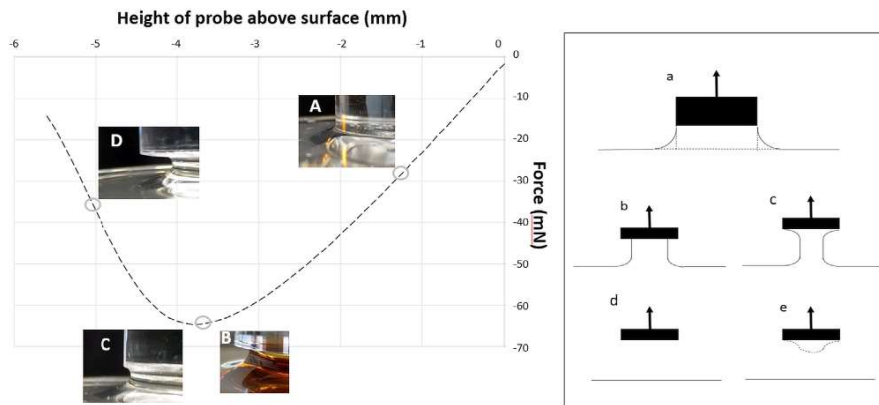 Height of probe above surface (mm)
-6 -5 -4 -3 -2 -1 0
0
-10
-20
-30
-40
-50
-60
-70
Force (mN)
A
D
C
B
a
b
c
d
e